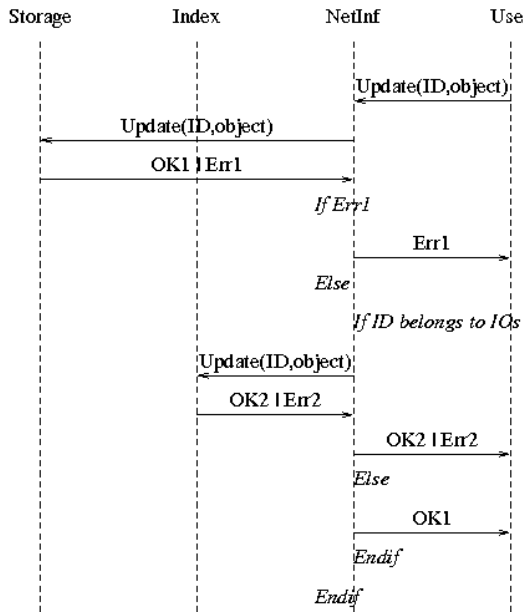 Storage Index NetInf Use
Update(ID,object)
Update(ID,object)
OK1 | Err1
If Err1
Err1
Else
If ID belongs to IOs
Update(ID,object)
OK2 | Err2
OK2 | Err2
Else
OK1
Endif
Endif